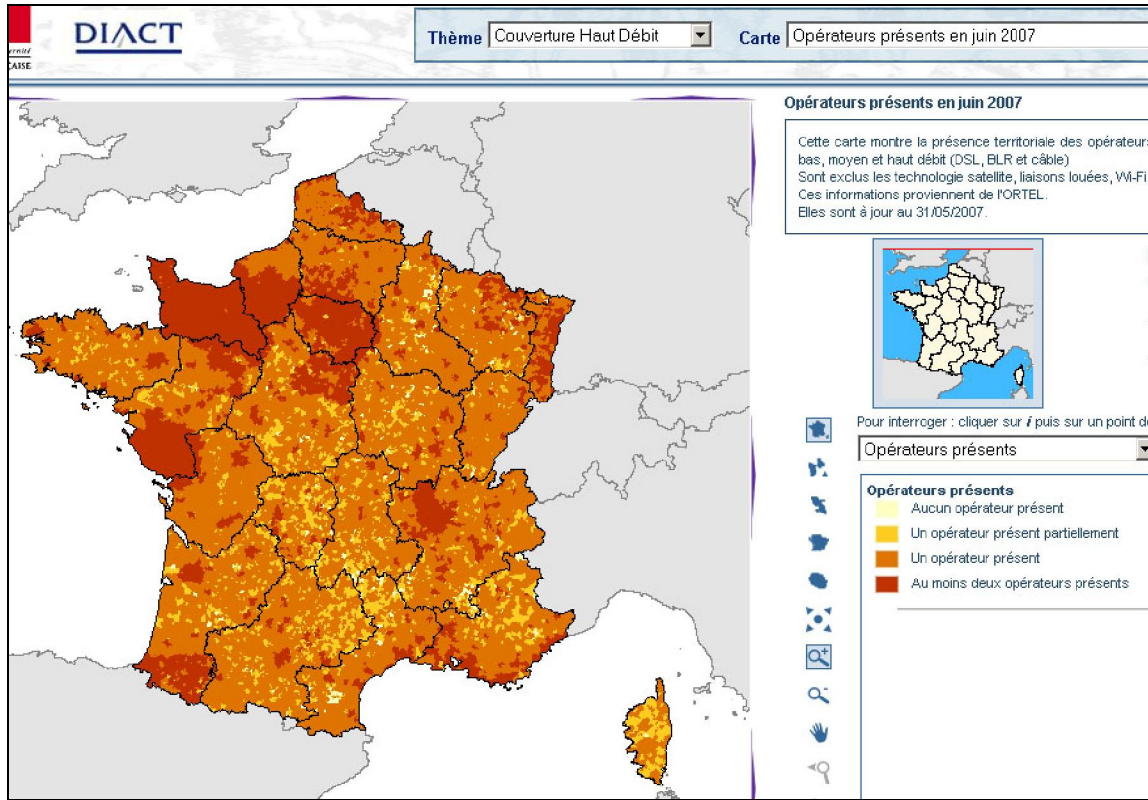 DIACT
Thème Couverture Haut Débit Carte Opérateurs présents en juin 2007
Opérateurs présents en juin 2007
Cette carte montre la présence territoriale des opérateurs
bas, moyen et haut débit (DSL, BLR et câble)
Sont exclus les technologie satellite, liaisons louées, Wi-Fi
Ces informations proviennent de l'ORTEL.
Elles sont à jour au 31/05/2007.
Pour interroger : cliquer sur i puis sur un point de
Opérateurs présents
Opérateurs présents
Aucun opérateur présent
Un opérateur présent partiellement
Un opérateur présent
Au moins deux opérateurs présents